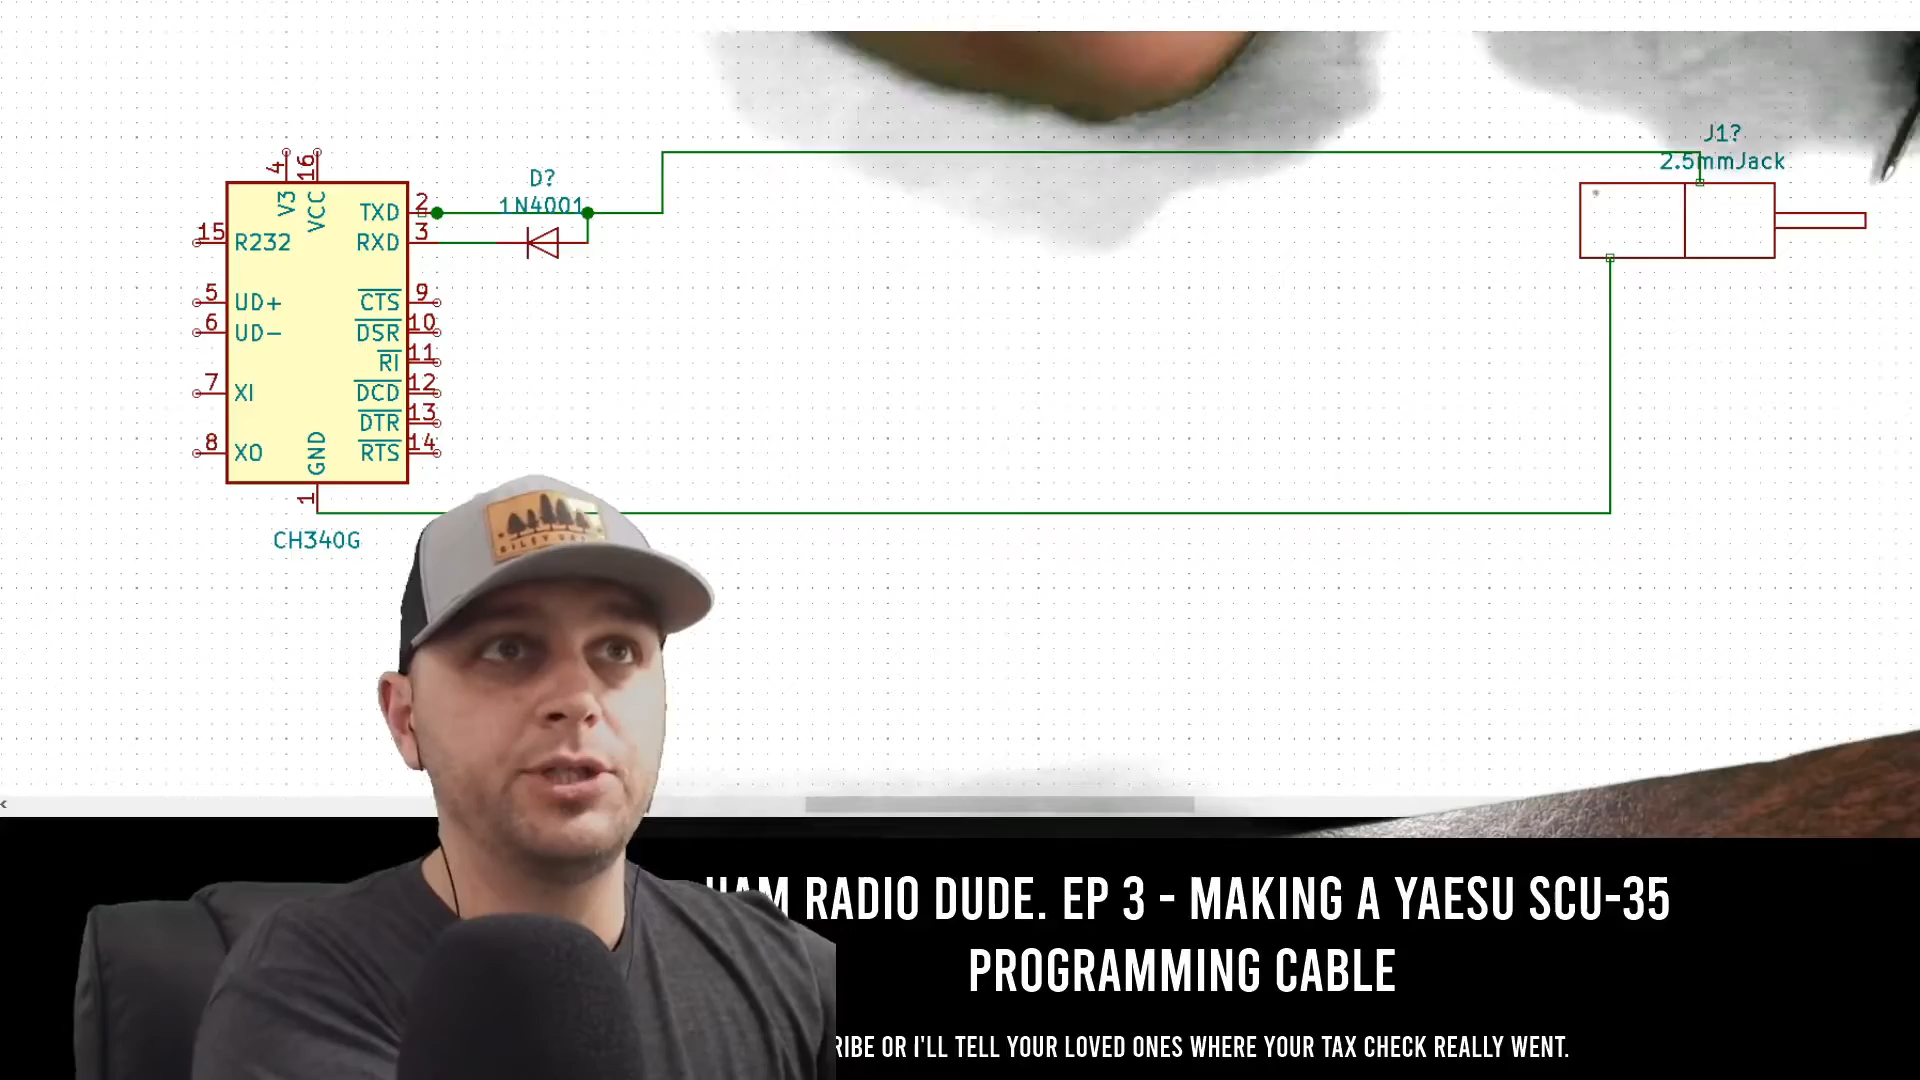 J1?
2.5mmJack
D?
1N4001
4
16
V3
VCC
TXD
2
RXD
3
15
R232
5
UD+
CTS
9
6
UD-
DSR
10
RI
11
7
XI
DCD
12
DTR
13
8
XO
RTS
14
GND
1
CH340G
RADIO DUDE. EP 3 - MAKING A YAESU SCU-35
PROGRAMMING CABLE
OR I'LL TELL YOUR LOVED ONES WHERE YOUR TAX CHECK REALLY WENT.